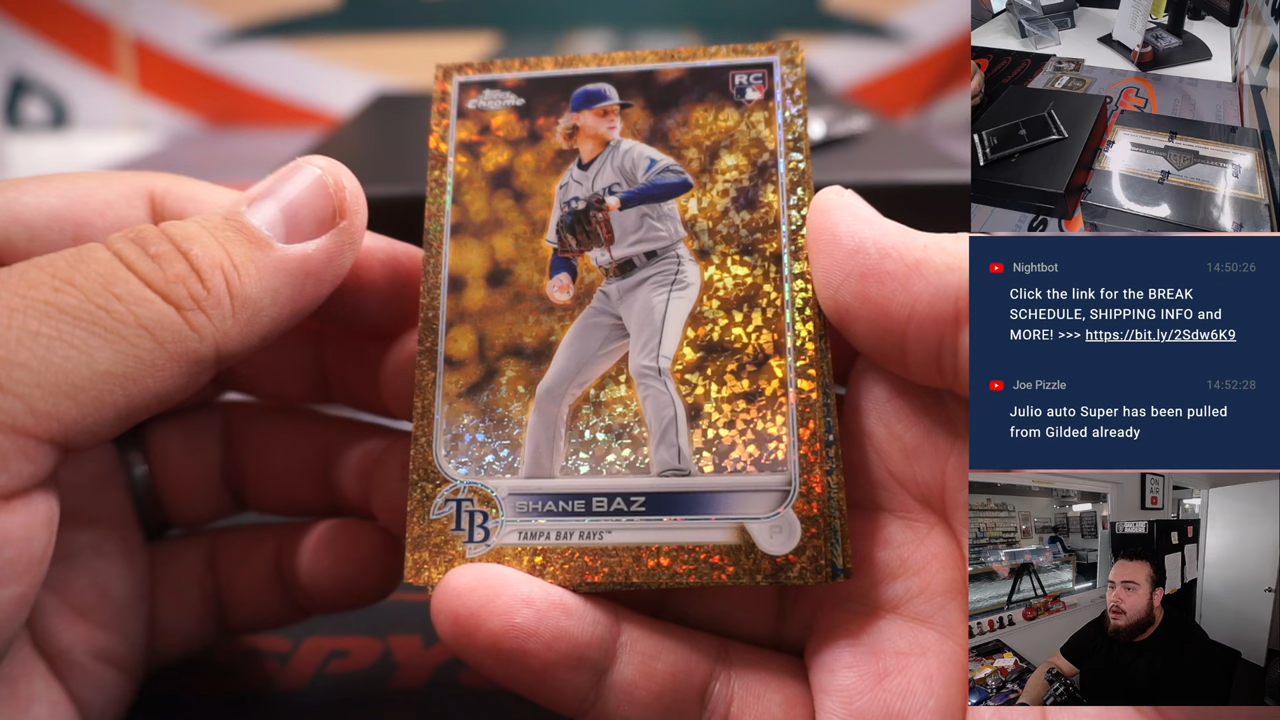 Topps
Chrome
RC
RAYS
TB
SHANE BAZ
TAMPA BAY RAYS™
P
Nightbot 14:50:26
Click the link for the BREAK
SCHEDULE, SHIPPING INFO and
MORE! >>> https://bit.ly/2Sdw6K9
Joe Pizzle 14:52:28
Julio auto Super has been pulled
from Gilded already
ON
AIR
RAIDERS